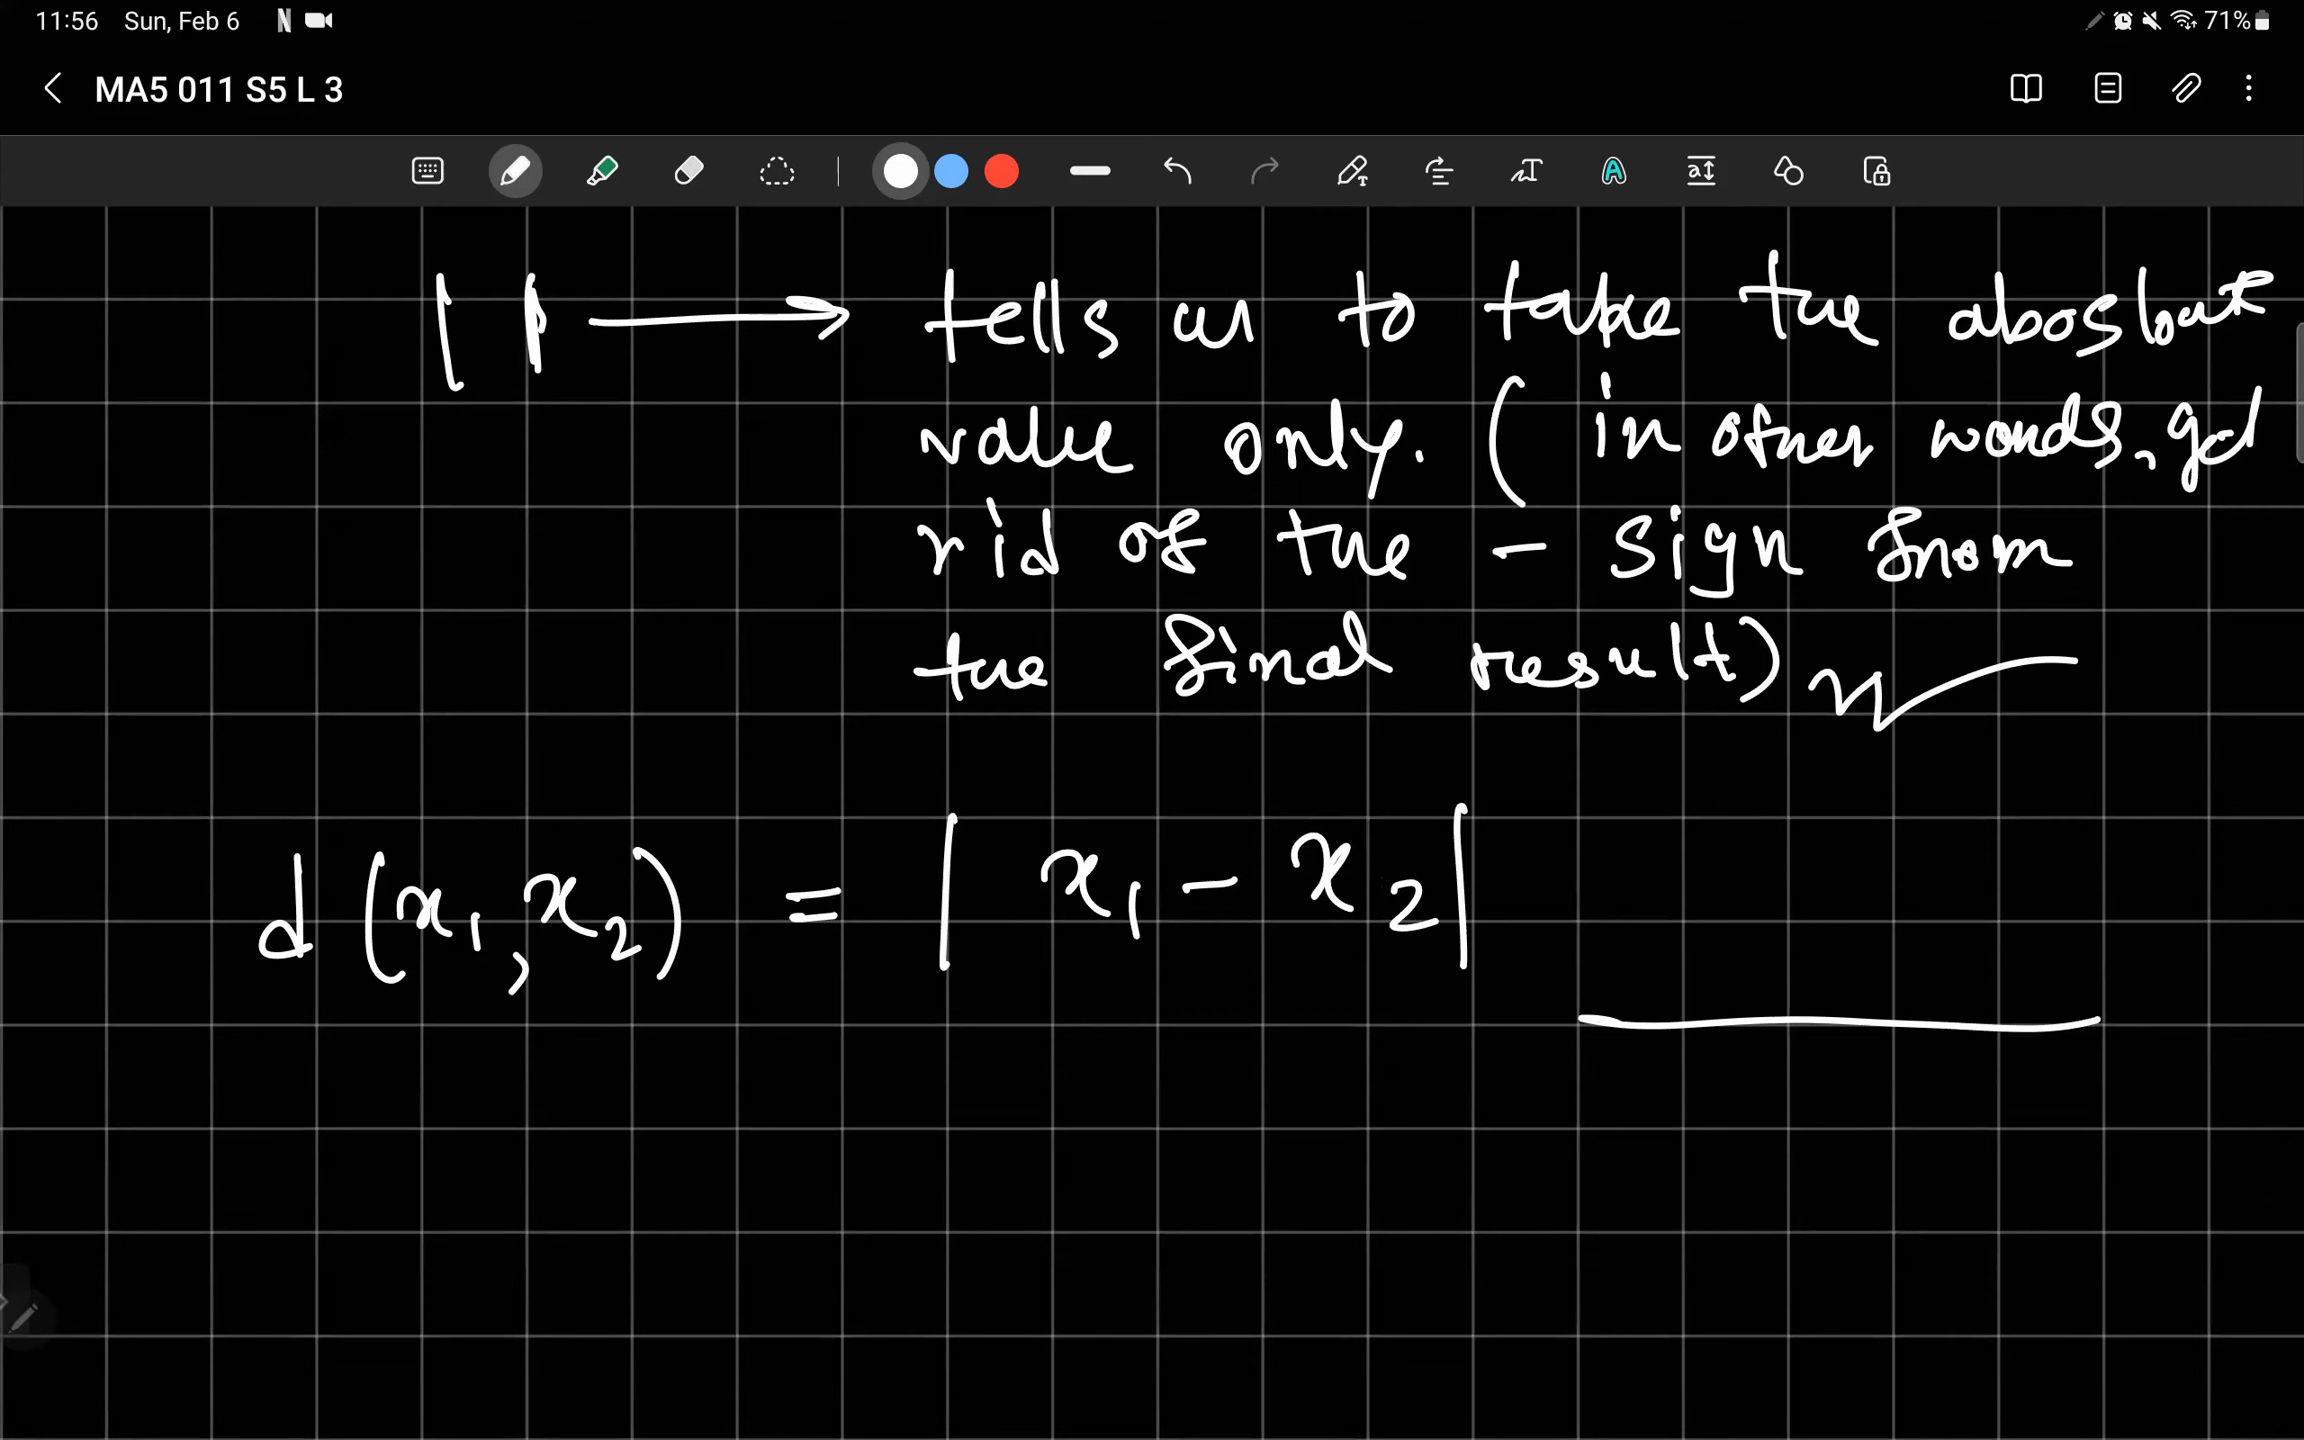 11:56 Sun, Feb 6 71%
MA5 011 S5 L 3
| | → tells us to take the
value only. (in other words, get
rid of the - sign from
the final result)
d (x₁, x₂) = | x₁ - x₂ |